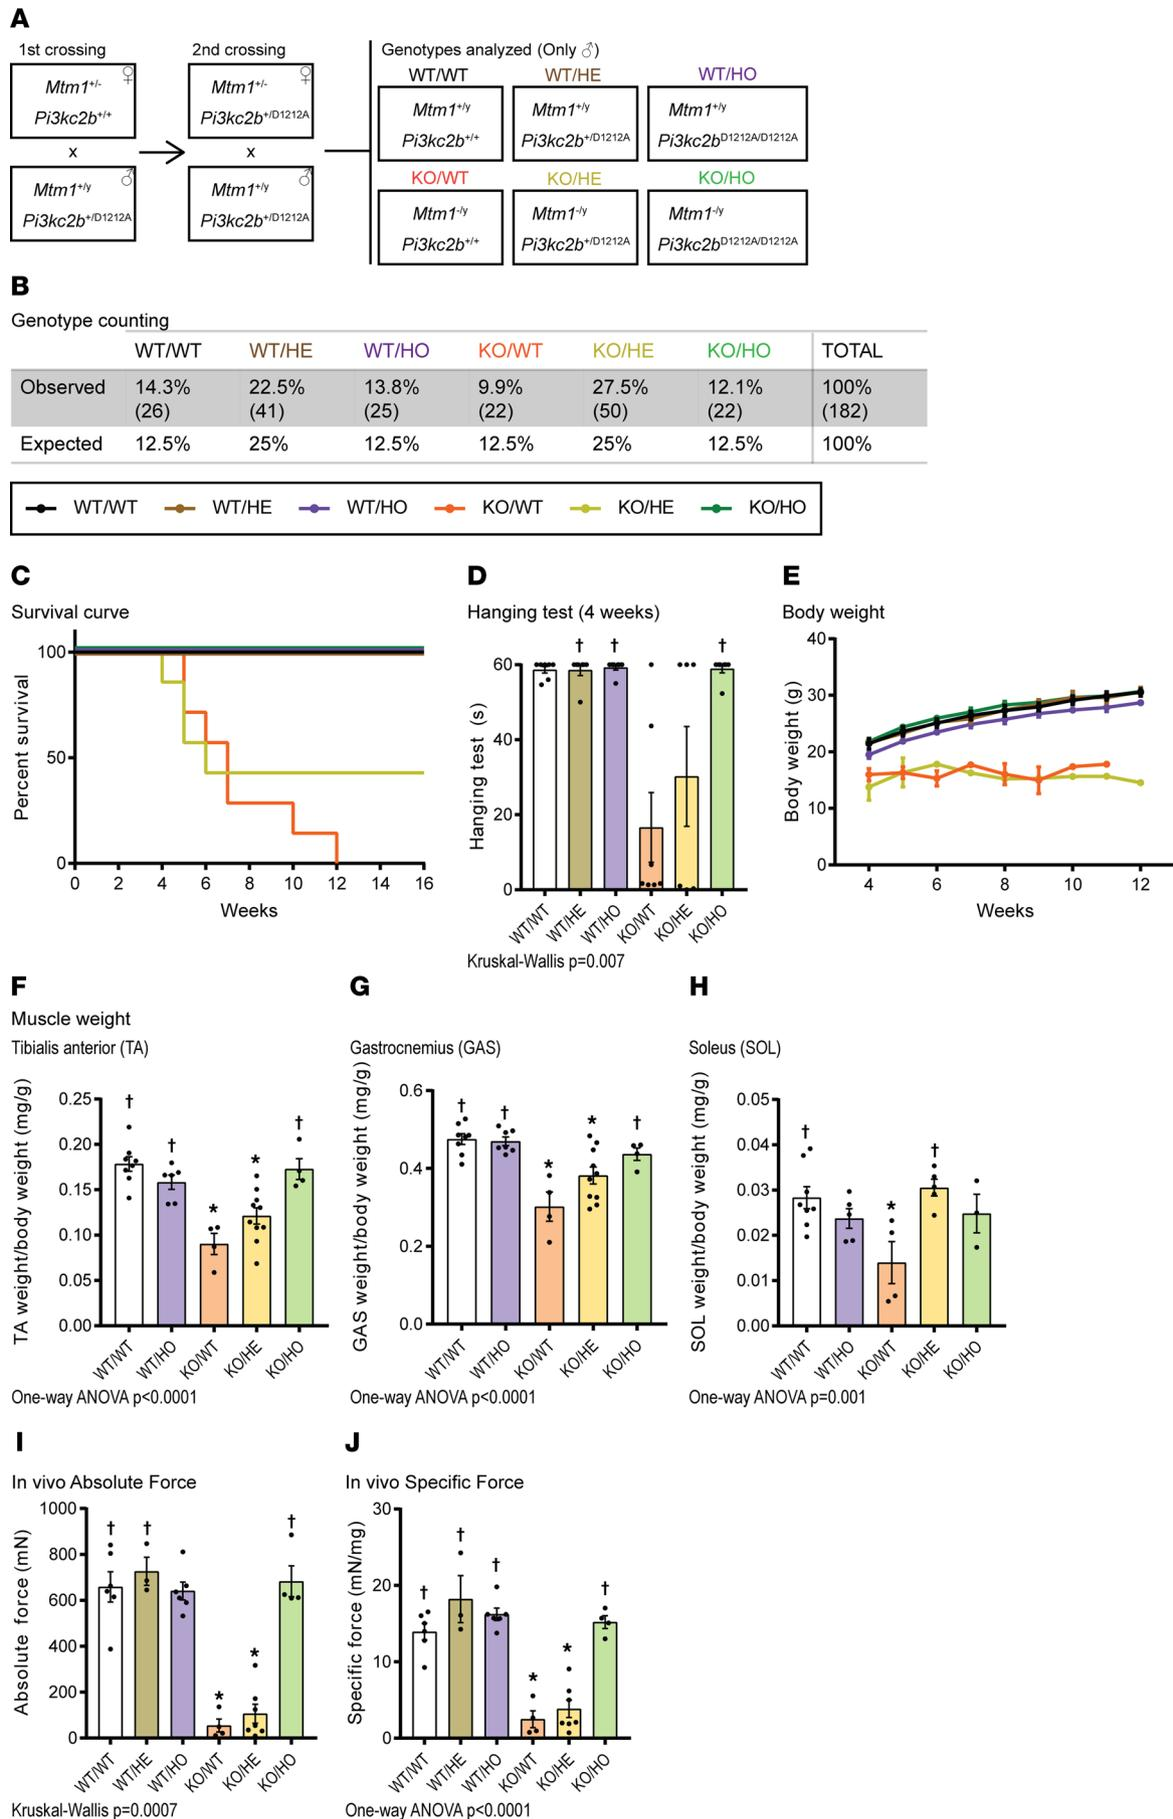 A
1st crossing
2nd crossing
Genotypes analyzed (Only ♂)
♀
Mtm1+/-
Pi3kc2b+/+
x
♂
Mtm1+/y
Pi3kc2b+/D1212A
♀
Mtm1+/-
Pi3kc2b+/D1212A
x
♂
Mtm1+/y
Pi3kc2b+/D1212A
WT/WT
Mtm1+/y
Pi3kc2b+/+
WT/HE
Mtm1+/y
Pi3kc2b+/D1212A
WT/HO
Mtm1+/y
Pi3kc2bD1212A/D1212A
KO/WT
Mtm1-/y
Pi3kc2b+/+
KO/HE
Mtm1-/y
Pi3kc2b+/D1212A
KO/HO
Mtm1-/y
Pi3kc2bD1212A/D1212A
B
Genotype counting
WT/WT WT/HE WT/HO KO/WT KO/HE KO/HO TOTAL
Observed 14.3% 22.5% 13.8% 9.9% 27.5% 12.1% 100%
(26) (41) (25) (22) (50) (22) (182)
Expected 12.5% 25% 12.5% 12.5% 25% 12.5% 100%
WT/WT WT/HE WT/HO KO/WT KO/HE KO/HO
C
Survival curve
Percent survival
100
50
0
0 2 4 6 8 10 12 14 16
Weeks
D
Hanging test (4 weeks)
Hanging test (s)
60
40
20
0
† † †
WT/WT WT/HE WT/HO KO/WT KO/HE KO/HO
Kruskal-Wallis p=0.007
E
Body weight
Body weight (g)
40
30
20
10
0
4 6 8 10 12
Weeks
F
Muscle weight
Tibialis anterior (TA)
TA weight/body weight (mg/g)
0.25
0.20
0.15
0.10
0.05
0.00
† † * * †
WT/WT WT/HO KO/WT KO/HE KO/HO
One-way ANOVA p<0.0001
G
Gastrocnemius (GAS)
GAS weight/body weight (mg/g)
0.6
0.4
0.2
0.0
† † * * †
WT/WT WT/HO KO/WT KO/HE KO/HO
One-way ANOVA p<0.0001
H
Soleus (SOL)
SOL weight/body weight (mg/g)
0.05
0.04
0.03
0.02
0.01
0.00
† * †
WT/WT WT/HO KO/WT KO/HE KO/HO
One-way ANOVA p=0.001
I
In vivo Absolute Force
Absolute force (mN)
1000
800
600
400
200
0
† † * * †
WT/WT WT/HE WT/HO KO/WT KO/HE KO/HO
Kruskal-Wallis p=0.0007
J
In vivo Specific Force
Specific force (mN/mg)
30
20
10
0
† † † * * †
WT/WT WT/HE WT/HO KO/WT KO/HE KO/HO
One-way ANOVA p<0.0001